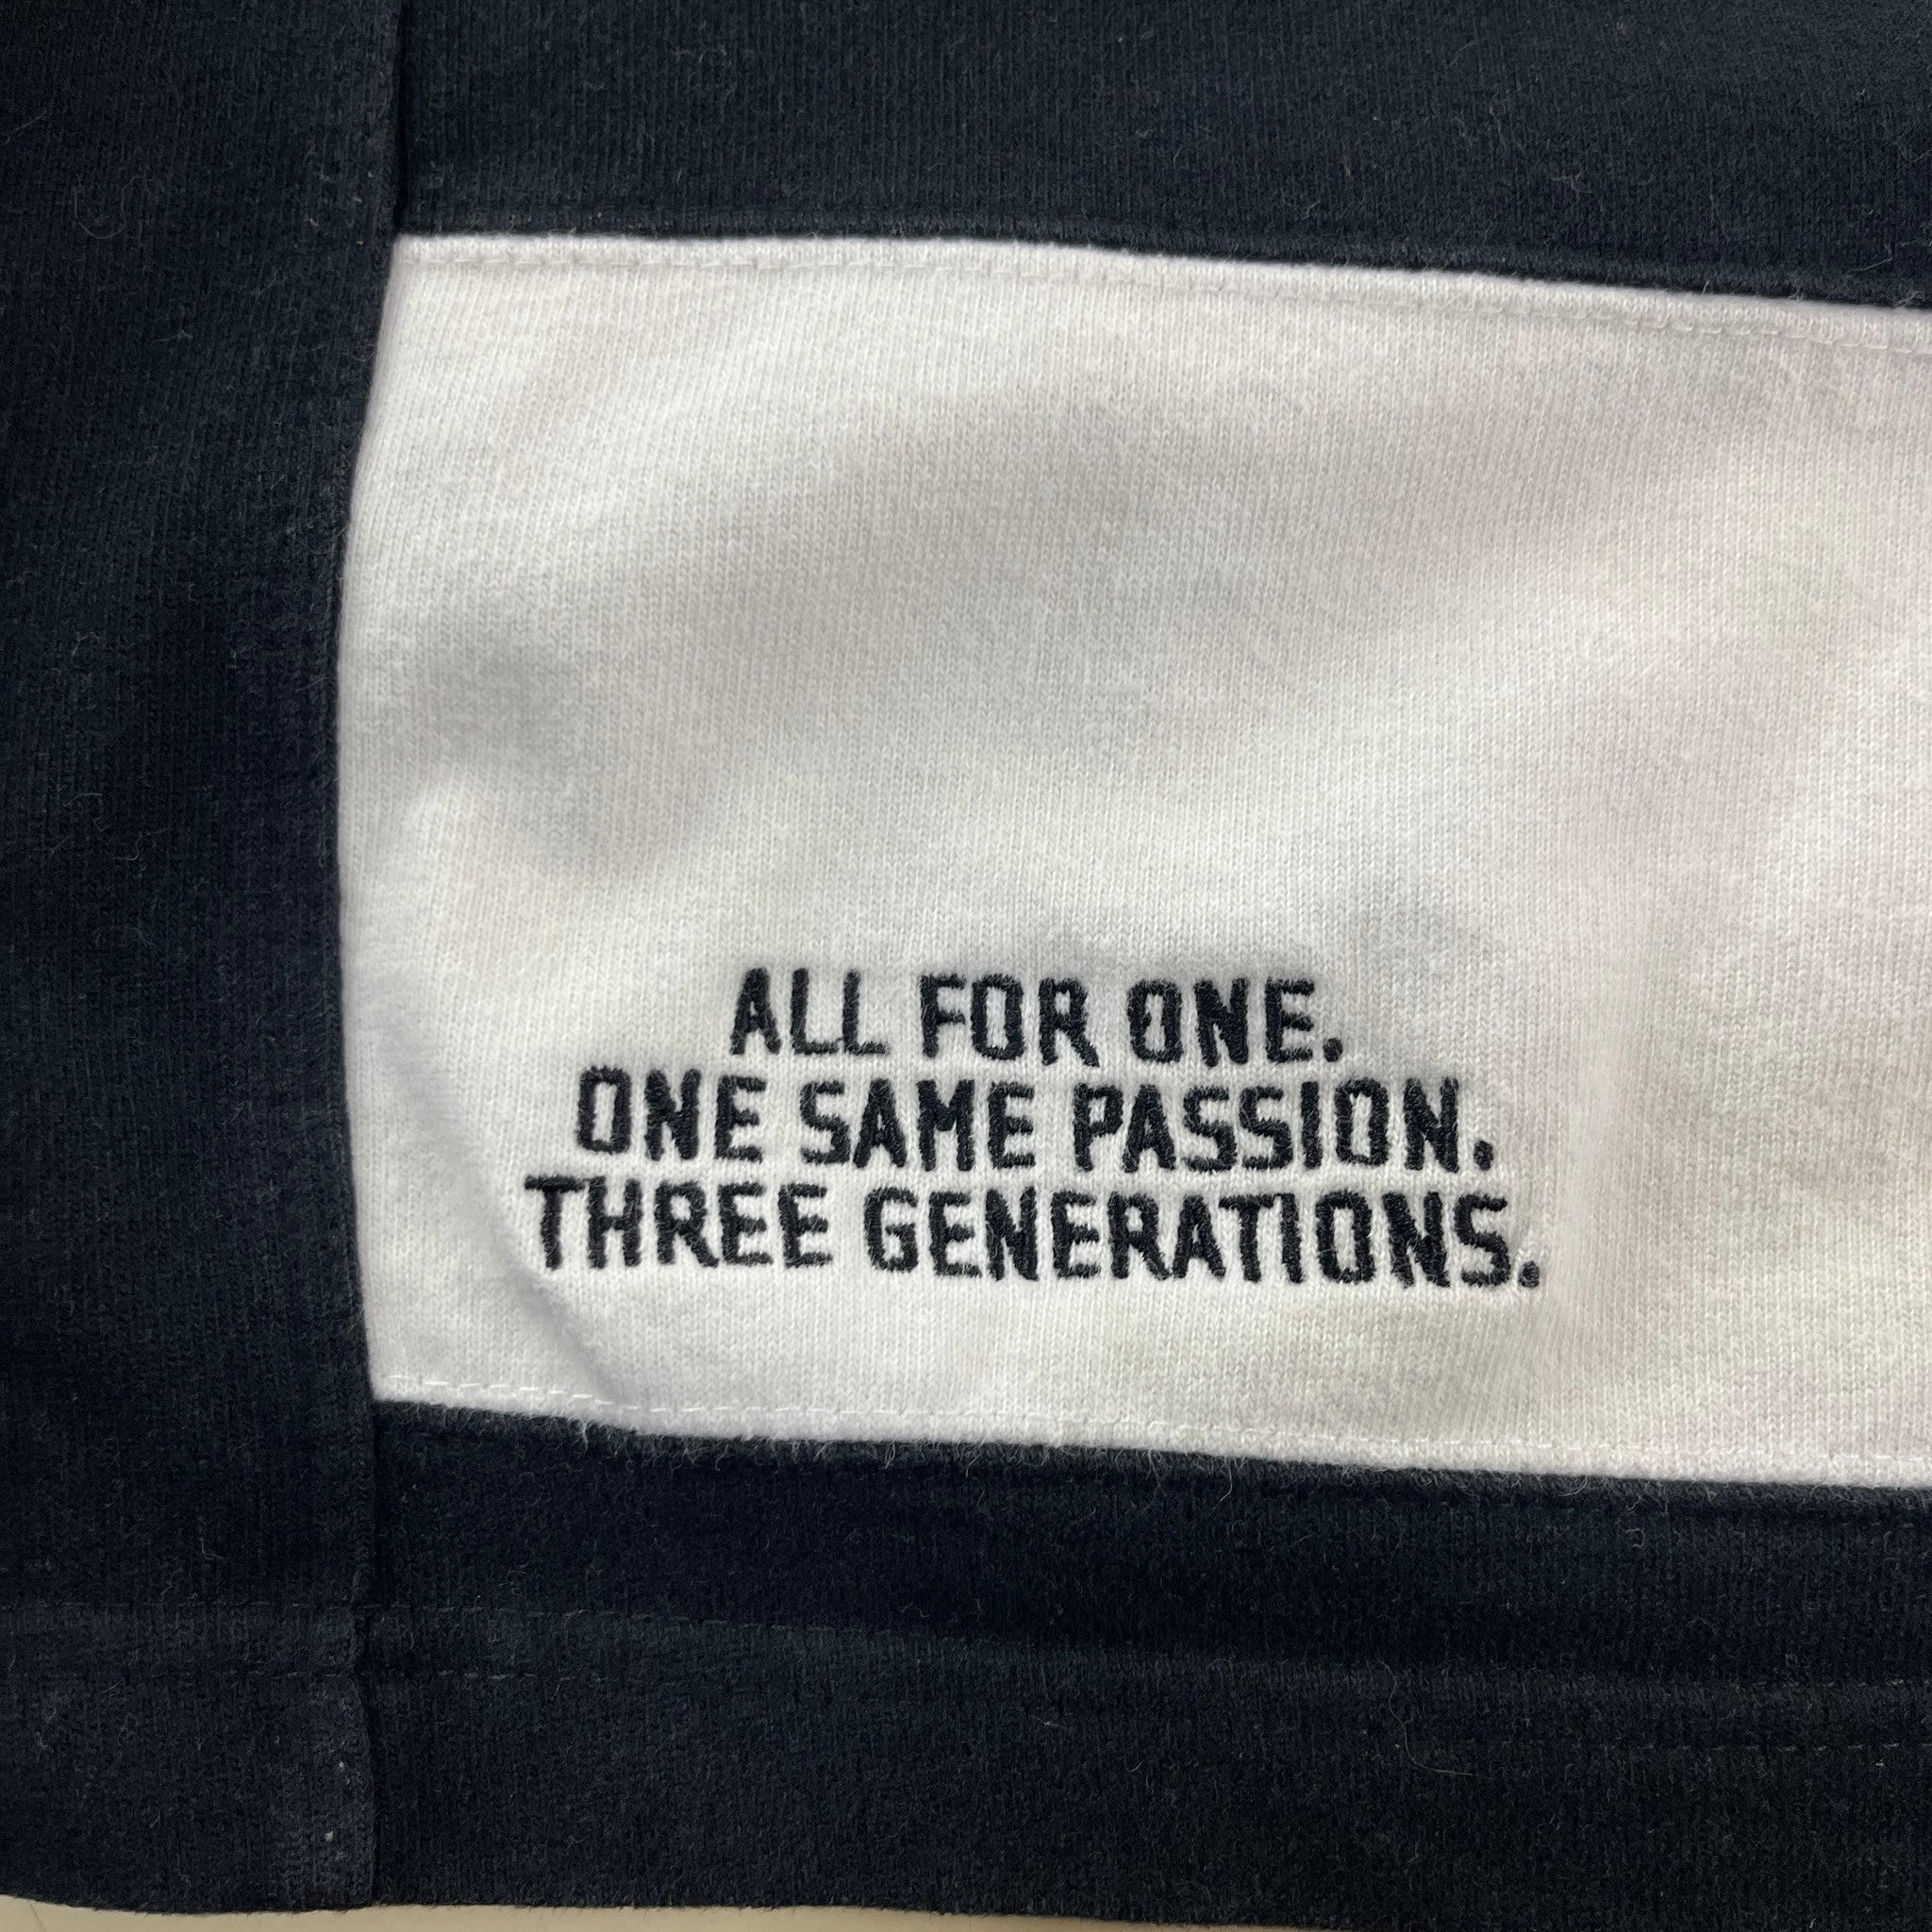 ALL FOR ONE.
ONE SAME PASSION.
THREE GENERATIONS.